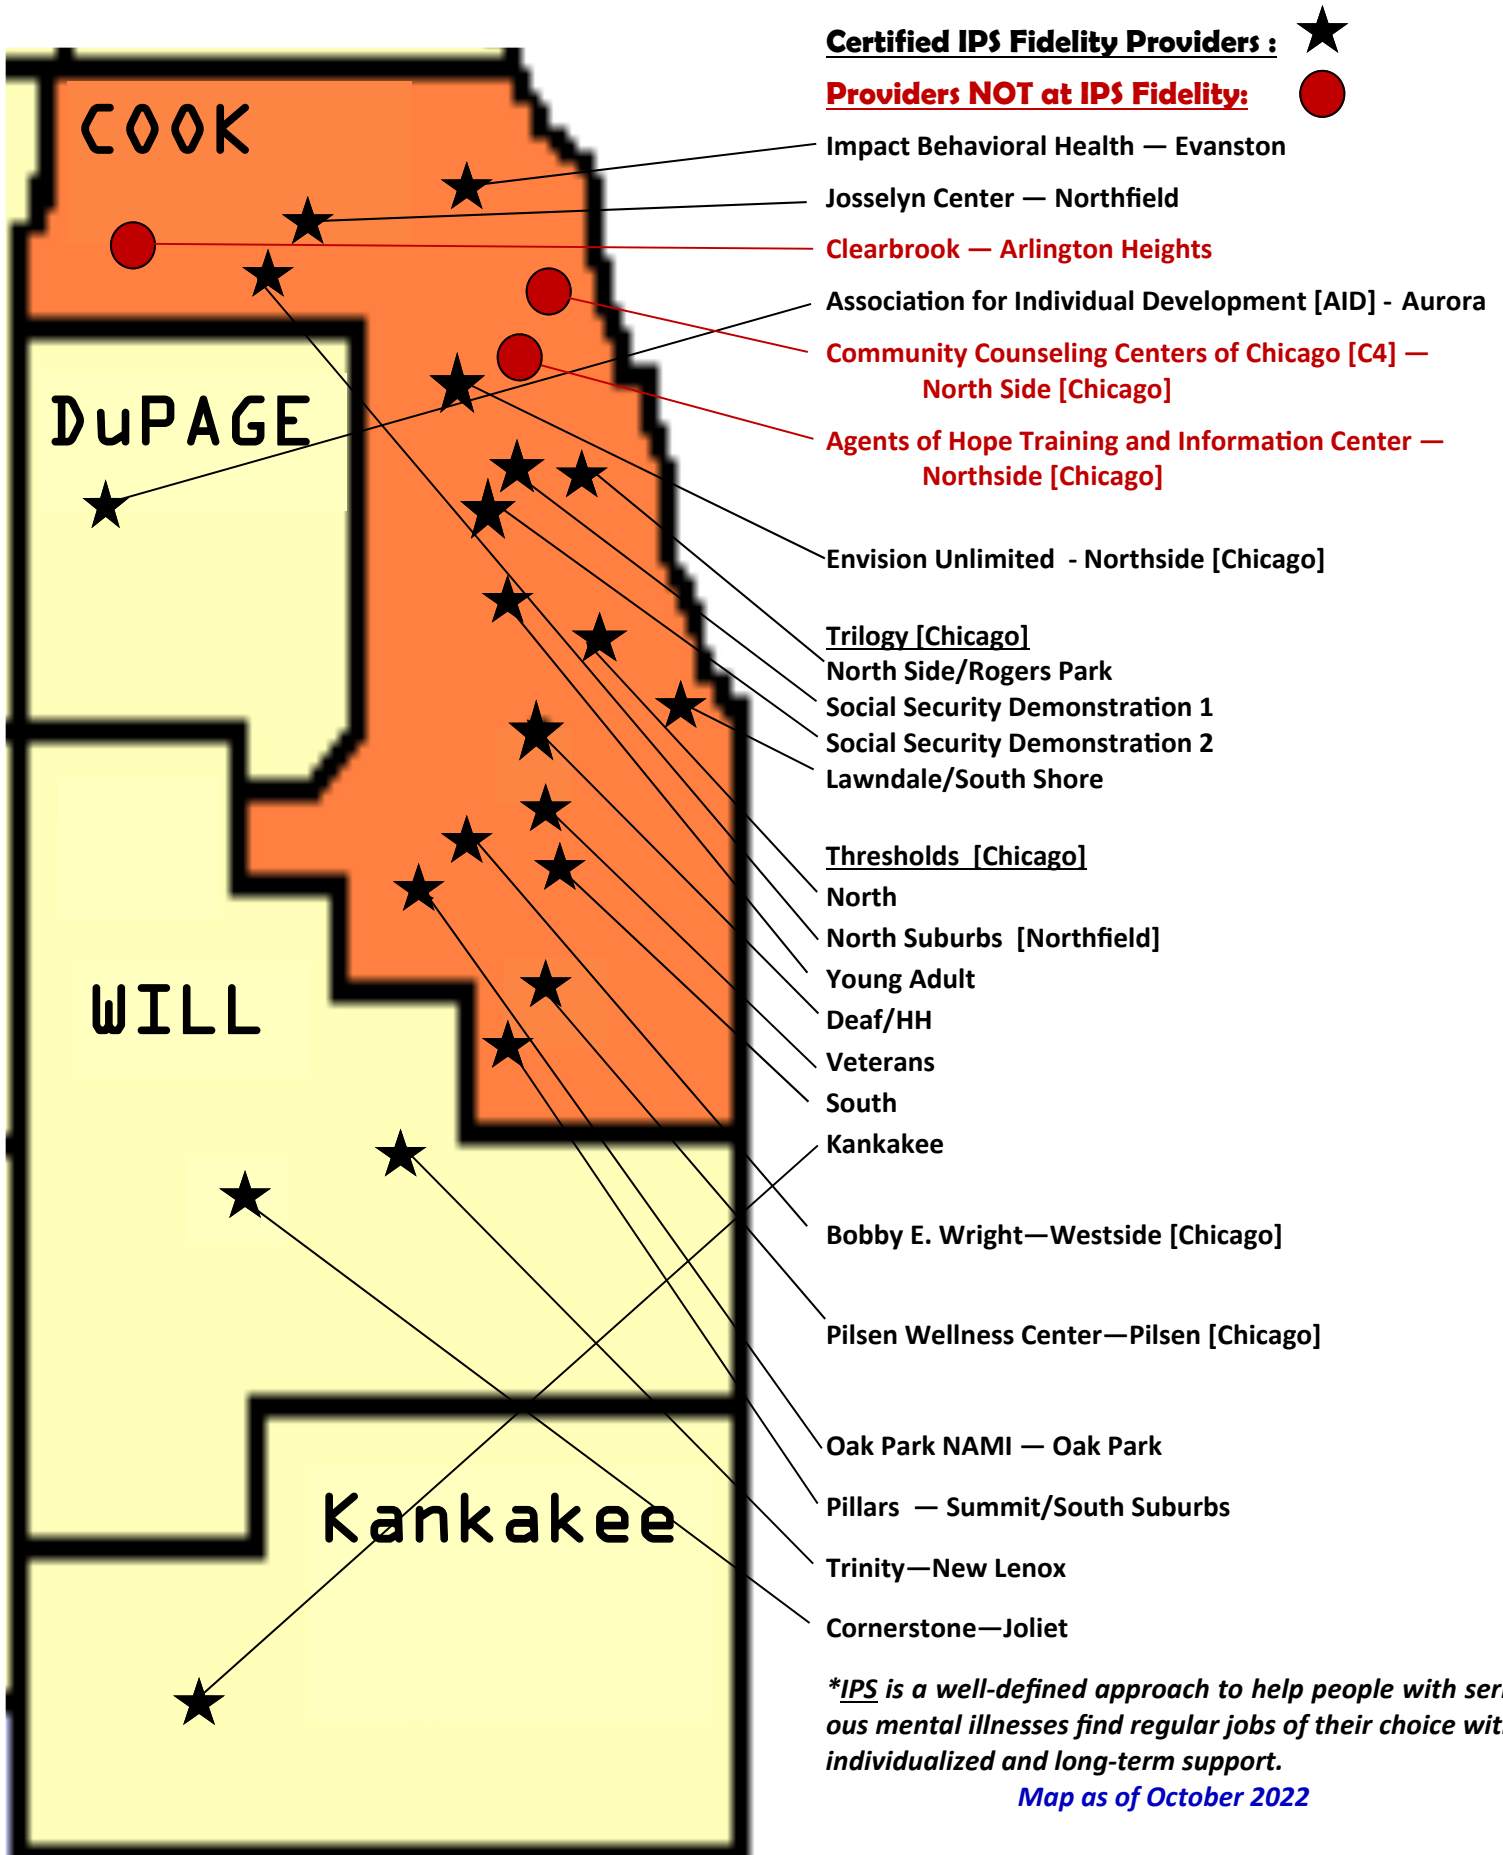 Certified IPS Fidelity Providers :
Providers NOT at IPS Fidelity:
COOK
Impact Behavioral Health — Evanston
Josselyn Center — Northfield
Clearbrook — Arlington Heights
Association for Individual Development [AID] - Aurora
Community Counseling Centers of Chicago [C4] —
North Side [Chicago]
DuPAGE
Agents of Hope Training and Information Center —
Northside [Chicago]
Envision Unlimited - Northside [Chicago]
Trilogy [Chicago]
North Side/Rogers Park
Social Security Demonstration 1
Social Security Demonstration 2
Lawndale/South Shore
Thresholds [Chicago]
North
North Suburbs [Northfield]
Young Adult
WILL
Deaf/HH
Veterans
South
Kankakee
Bobby E. Wright—Westside [Chicago]
Pilsen Wellness Center—Pilsen [Chicago]
Oak Park NAMI — Oak Park
Pillars — Summit/South Suburbs
Kankakee
Trinity—New Lenox
Cornerstone—Joliet
*IPS is a well-defined approach to help people with seri
ous mental illnesses find regular jobs of their choice with
individualized and long-term support.
Map as of October 2022